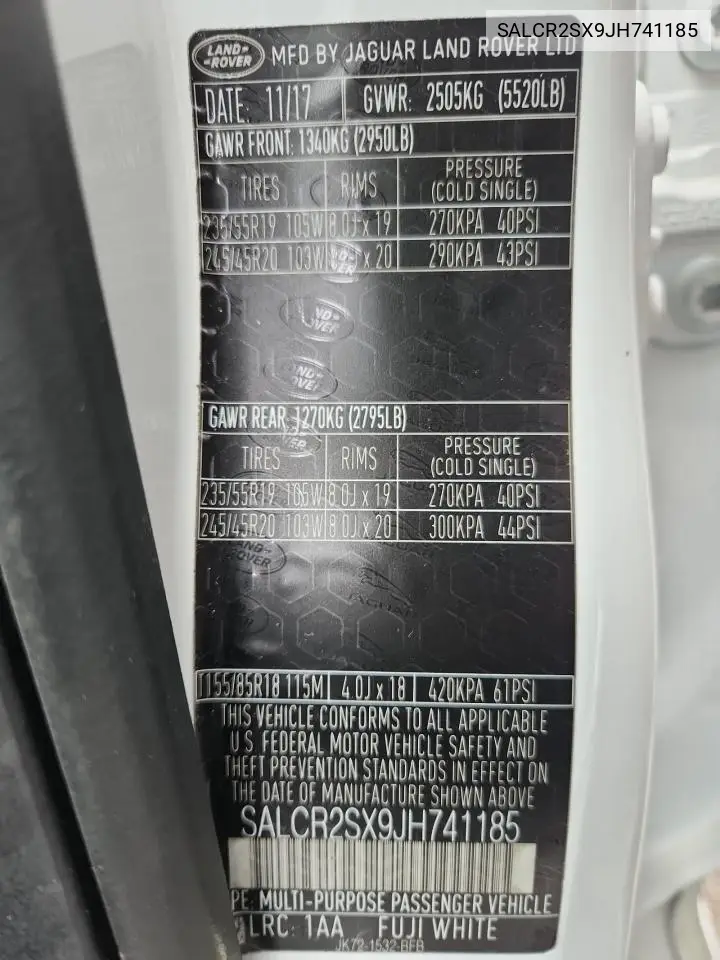 SALCR2SX9JH741185
LAND-ROVER MFD BY JAGUAR LAND ROVER LTD
DATE: 11/17 GVWR: 2505KG (5520LB)
GAWR FRONT: 1340KG (2950LB)
TIRES RIMS PRESSURE (COLD SINGLE)
235/55R19 105W 8.0J x 19 270KPA 40PSI
245/45R20 103W x 20 290KPA 43PSI
GAWR REAR 1270KG (2795LB)
TIRES RIMS PRESSURE (COLD SINGLE)
235/55R19 105W 8.0J x 19 270KPA 40PSI
245/45R20 103W 8.0J x 20 300KPA 44PSI
JAGUAR
T155/85R18 115M 4.0J x 18 420KPA 61PSI
THIS VEHICLE CONFORMS TO ALL APPLICABLE
U.S. FEDERAL MOTOR VEHICLE SAFETY AND
THEFT PREVENTION STANDARDS IN EFFECT ON
THE DATE OF MANUFACTURE SHOWN ABOVE
SALCR2SX9JH741185
PE: MULTI-PURPOSE PASSENGER VEHICLE
LRC: 1AA FUJI WHITE
JK72-1532-BFB